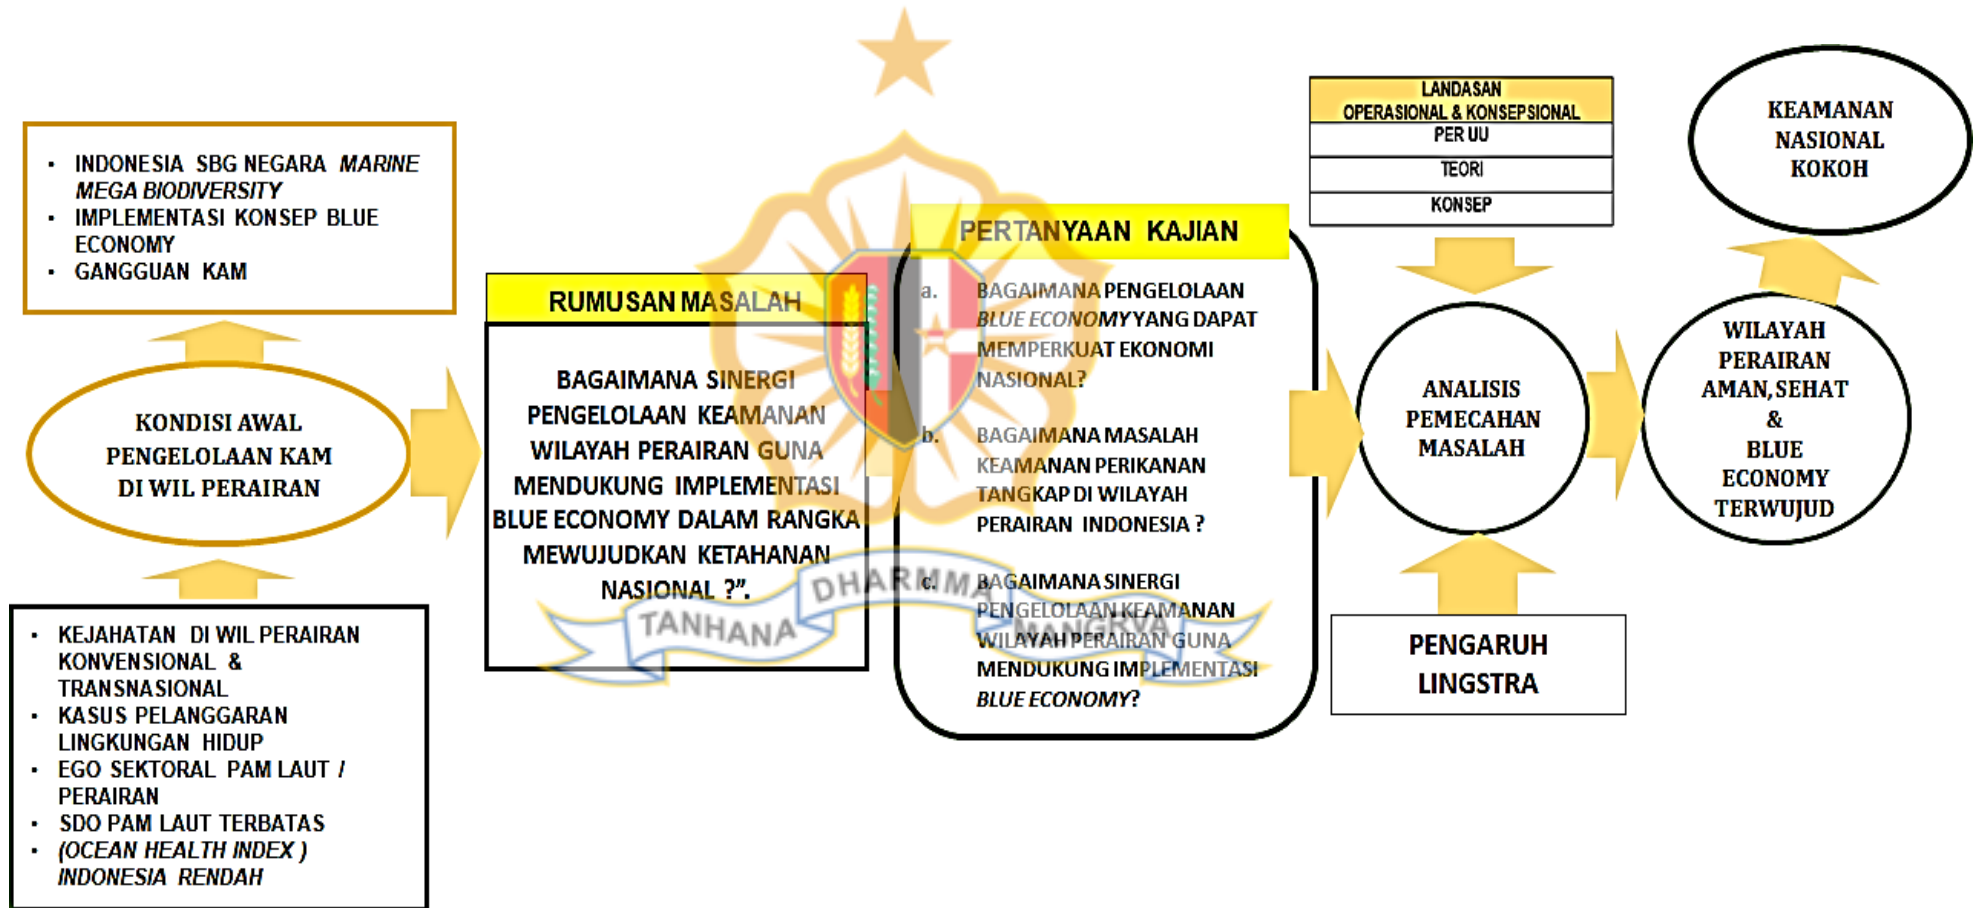 • INDONESIA SBG NEGARA MARINE
MEGA BIODIVERSITY
• IMPLEMENTASI KONSEP BLUE
ECONOMY
• GANGGUAN KAM
KONDISI AWAL
PENGELOLAAN KAM
DI WIL PERAIRAN
• KEJAHATAN DI WIL PERAIRAN
KONVENSIONAL &
TRANSNASIONAL
• KASUS PELANGGARAN
LINGKUNGAN HIDUP
• EGO SEKTORAL PAM LAUT /
PERAIRAN
• SDO PAM LAUT TERBATAS
• (OCEAN HEALTH INDEX )
INDONESIA RENDAH
RUMUSAN MASALAH
BAGAIMANA SINERGI
PENGELOLAAN KEAMANAN
WILAYAH PERAIRAN GUNA
MENDUKUNG IMPLEMENTASI
BLUE ECONOMY DALAM RANGKA
MEWUJUDKAN KETAHANAN
NASIONAL ?”.
TANHANA DHARMMA MANGRVA
PERTANYAAN KAJIAN
a. BAGAIMANA PENGELOLAAN
BLUE ECONOMY YANG DAPAT
MEMPERKUAT EKONOMI
NASIONAL?
b. BAGAIMANA MASALAH
KEAMANAN PERIKANAN
TANGKAP DI WILAYAH
PERAIRAN INDONESIA ?
c. BAGAIMANA SINERGI
PENGELOLAAN KEAMANAN
WILAYAH PERAIRAN GUNA
MENDUKUNG IMPLEMENTASI
BLUE ECONOMY?
LANDASAN
OPERASIONAL & KONSEPSIONAL
PER UU
TEORI
KONSEP
ANALISIS
PEMECAHAN
MASALAH
PENGARUH
LINGSTRA
KEAMANAN
NASIONAL
KOKOH
WILAYAH
PERAIRAN
AMAN, SEHAT
&
BLUE
ECONOMY
TERWUJUD